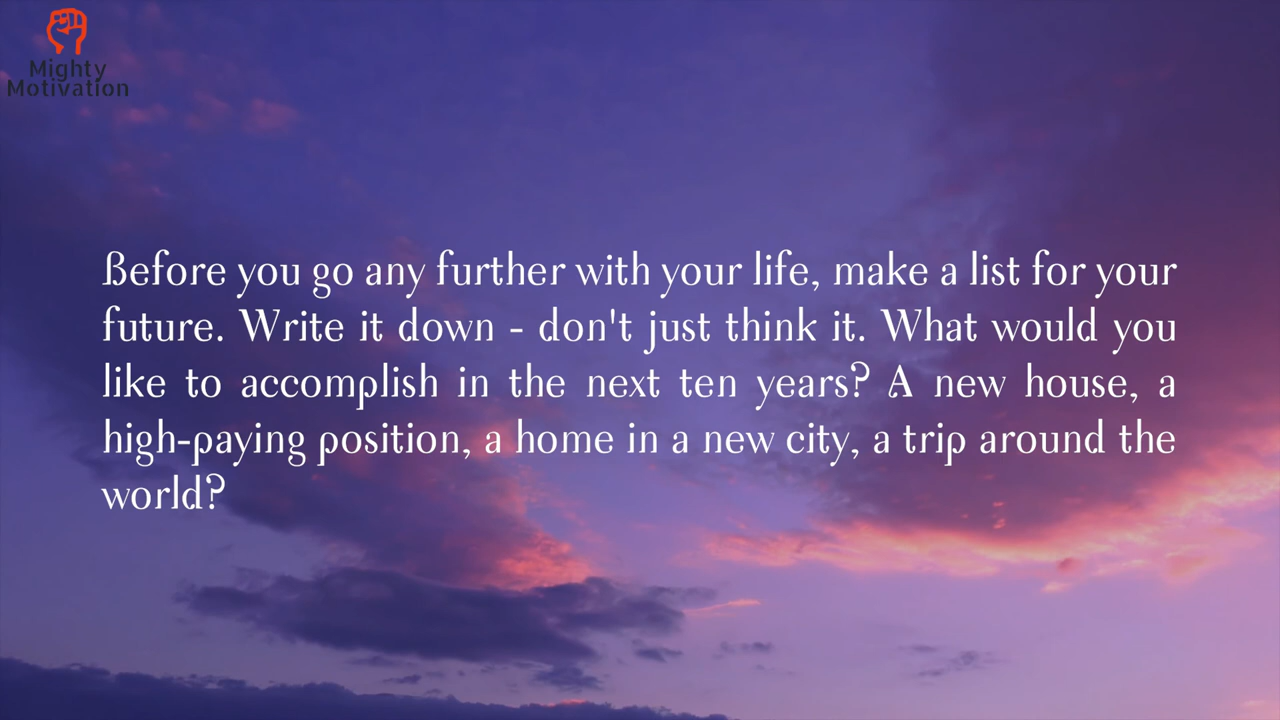 Mighty
Motivation
Before you go any further with your life, make a list for your
future. Write it down - don't just think it. What would you
like to accomplish in the next ten years? A new house, a
high-paying position, a home in a new city, a trip around the
world?